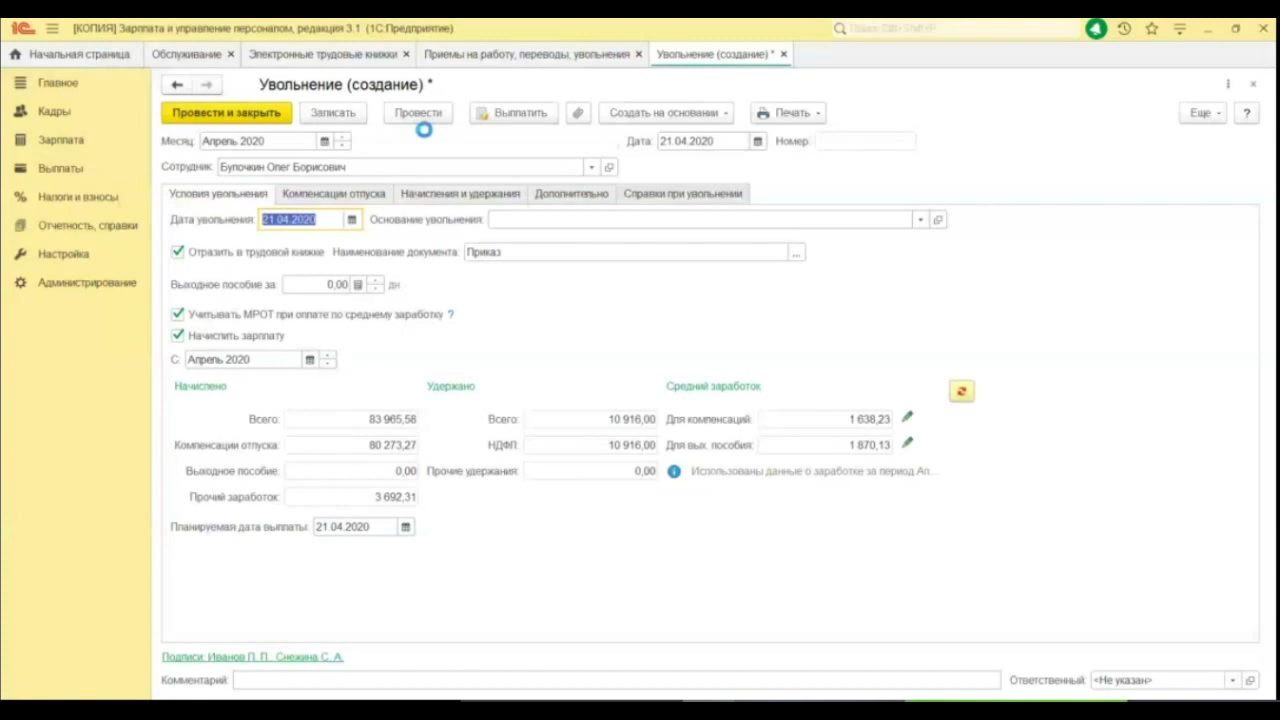 [КОПИЯ] Зарплата и управление персоналом, редакция 3.1 (1С:Предприятие)
Начальная страница
Обслуживание
Электронные трудовые книжки
Приемы на работу, переводы, увольнения
Увольнение (создание) *
Главное
Кадры
Зарплата
Выплаты
Налоги и взносы
Отчетность, справки
Настройка
Администрирование
Увольнение (создание) *
Провести и закрыть Записать Провести Выплатить Создать на основании Печать Еще ?
Месяц: Апрель 2020 Дата: 21.04.2020 Номер:
Сотрудник: Булочкин Олег Борисович
Условия увольнения Компенсации отпуска Начисления и удержания Дополнительно Справки при увольнении
Дата увольнения: 21.04.2020 Основание увольнения:
Отразить в трудовой книжке Наименование документа: Приказ ...
Выходное пособие за: 0,00 дн
Учитывать МРОТ при оплате по среднему заработку ?
Начислить зарплату
С: Апрель 2020
Начислено Удержано Средний заработок
Всего: 83 965,58 Всего: 10 916,00 Для компенсаций: 1 638,23
Компенсации отпуска: 80 273,27 НДФЛ: 10 916,00 Для вых. пособия: 1 870,13
Выходное пособие: 0,00 Прочие удержания: 0,00 Использованы данные о заработке за период Ап...
Прочий заработок: 3 692,31
Планируемая дата выплаты: 21.04.2020
Подписи: Иванов П. П., Снежина С. А.
Комментарий: Ответственный: <Не указан>